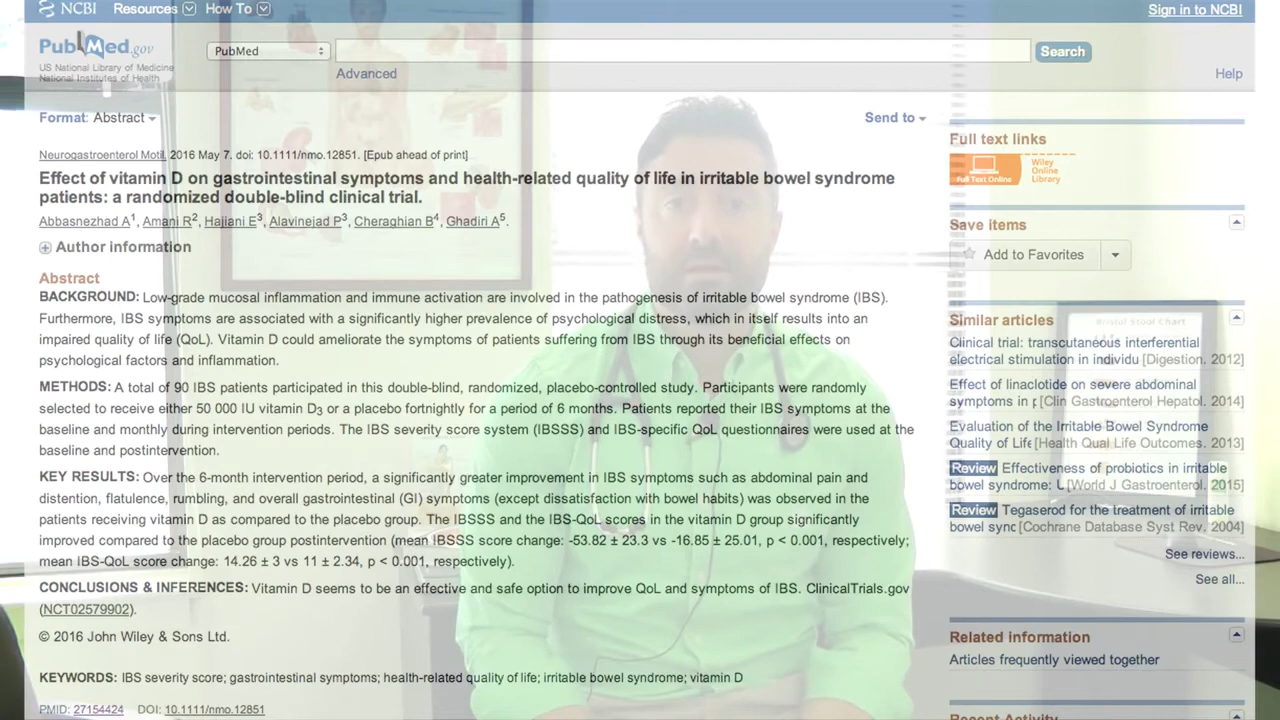 NCBI Resources How To Sign in to NCBI
PubMed.gov
US National Library of Medicine
National Institutes of Health
PubMed
Search
Advanced
Help
Format: Abstract
Send to
Neurogastroenterol Motil. 2016 May 7. doi: 10.1111/nmo.12851. [Epub ahead of print]
Effect of vitamin D on gastrointestinal symptoms and health-related quality of life in irritable bowel syndrome
patients: a randomized double-blind clinical trial.
Abbasnezhad A1, Amani R2, Hajiani E3, Alavinejad P3, Cheraghian B4, Ghadiri A5.
Author information
Abstract
BACKGROUND: Low-grade mucosal inflammation and immune activation are involved in the pathogenesis of irritable bowel syndrome (IBS).
Furthermore, IBS symptoms are associated with a significantly higher prevalence of psychological distress, which in itself results into an
impaired quality of life (QoL). Vitamin D could ameliorate the symptoms of patients suffering from IBS through its beneficial effects on
psychological factors and inflammation.
METHODS: A total of 90 IBS patients participated in this double-blind, randomized, placebo-controlled study. Participants were randomly
selected to receive either 50 000 IU vitamin D3 or a placebo fortnightly for a period of 6 months. Patients reported their IBS symptoms at the
baseline and monthly during intervention periods. The IBS severity score system (IBSSS) and IBS-specific QoL questionnaires were used at the
baseline and postintervention.
KEY RESULTS: Over the 6-month intervention period, a significantly greater improvement in IBS symptoms such as abdominal pain and
distention, flatulence, rumbling, and overall gastrointestinal (GI) symptoms (except dissatisfaction with bowel habits) was observed in the
patients receiving vitamin D as compared to the placebo group. The IBSSS and the IBS-QoL scores in the vitamin D group significantly
improved compared to the placebo group postintervention (mean IBSSS score change: -53.82 ± 23.3 vs -16.85 ± 25.01, p < 0.001, respectively;
mean IBS-QoL score change: 14.26 ± 3 vs 11 ± 2.34, p < 0.001, respectively).
CONCLUSIONS & INFERENCES: Vitamin D seems to be an effective and safe option to improve QoL and symptoms of IBS. ClinicalTrials.gov
(NCT02579902).
© 2016 John Wiley & Sons Ltd.
KEYWORDS: IBS severity score; gastrointestinal symptoms; health-related quality of life; irritable bowel syndrome; vitamin D
PMID: 27154424 DOI: 10.1111/nmo.12851
Full text links
Full Text Online
Wiley
Online
Library
Save items
Add to Favorites
Bristol Stool Chart
Similar articles
Clinical trial: transcutaneous interferential
electrical stimulation in individu [Digestion. 2012]
Effect of linaclotide on severe abdominal
symptoms in p [Clin Gastroenterol Hepatol. 2014]
Evaluation of the Irritable Bowel Syndrome
Quality of Life [Health Qual Life Outcomes. 2013]
Review Effectiveness of probiotics in irritable
bowel syndrome: U [World J Gastroenterol. 2015]
Review Tegaserod for the treatment of irritable
bowel sync [Cochrane Database Syst Rev. 2004]
See reviews...
See all...
Related information
Articles frequently viewed together
Recent Activity